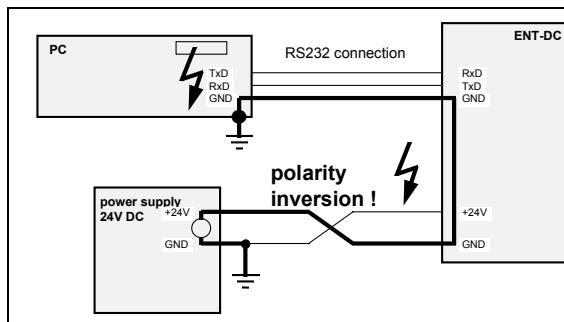 PC
RS232 connection
ENT-DC
TxD
RxD
GND
RxD
TxD
GND
polarity
inversion !
power supply
24V DC
+24V
GND
+24V
GND